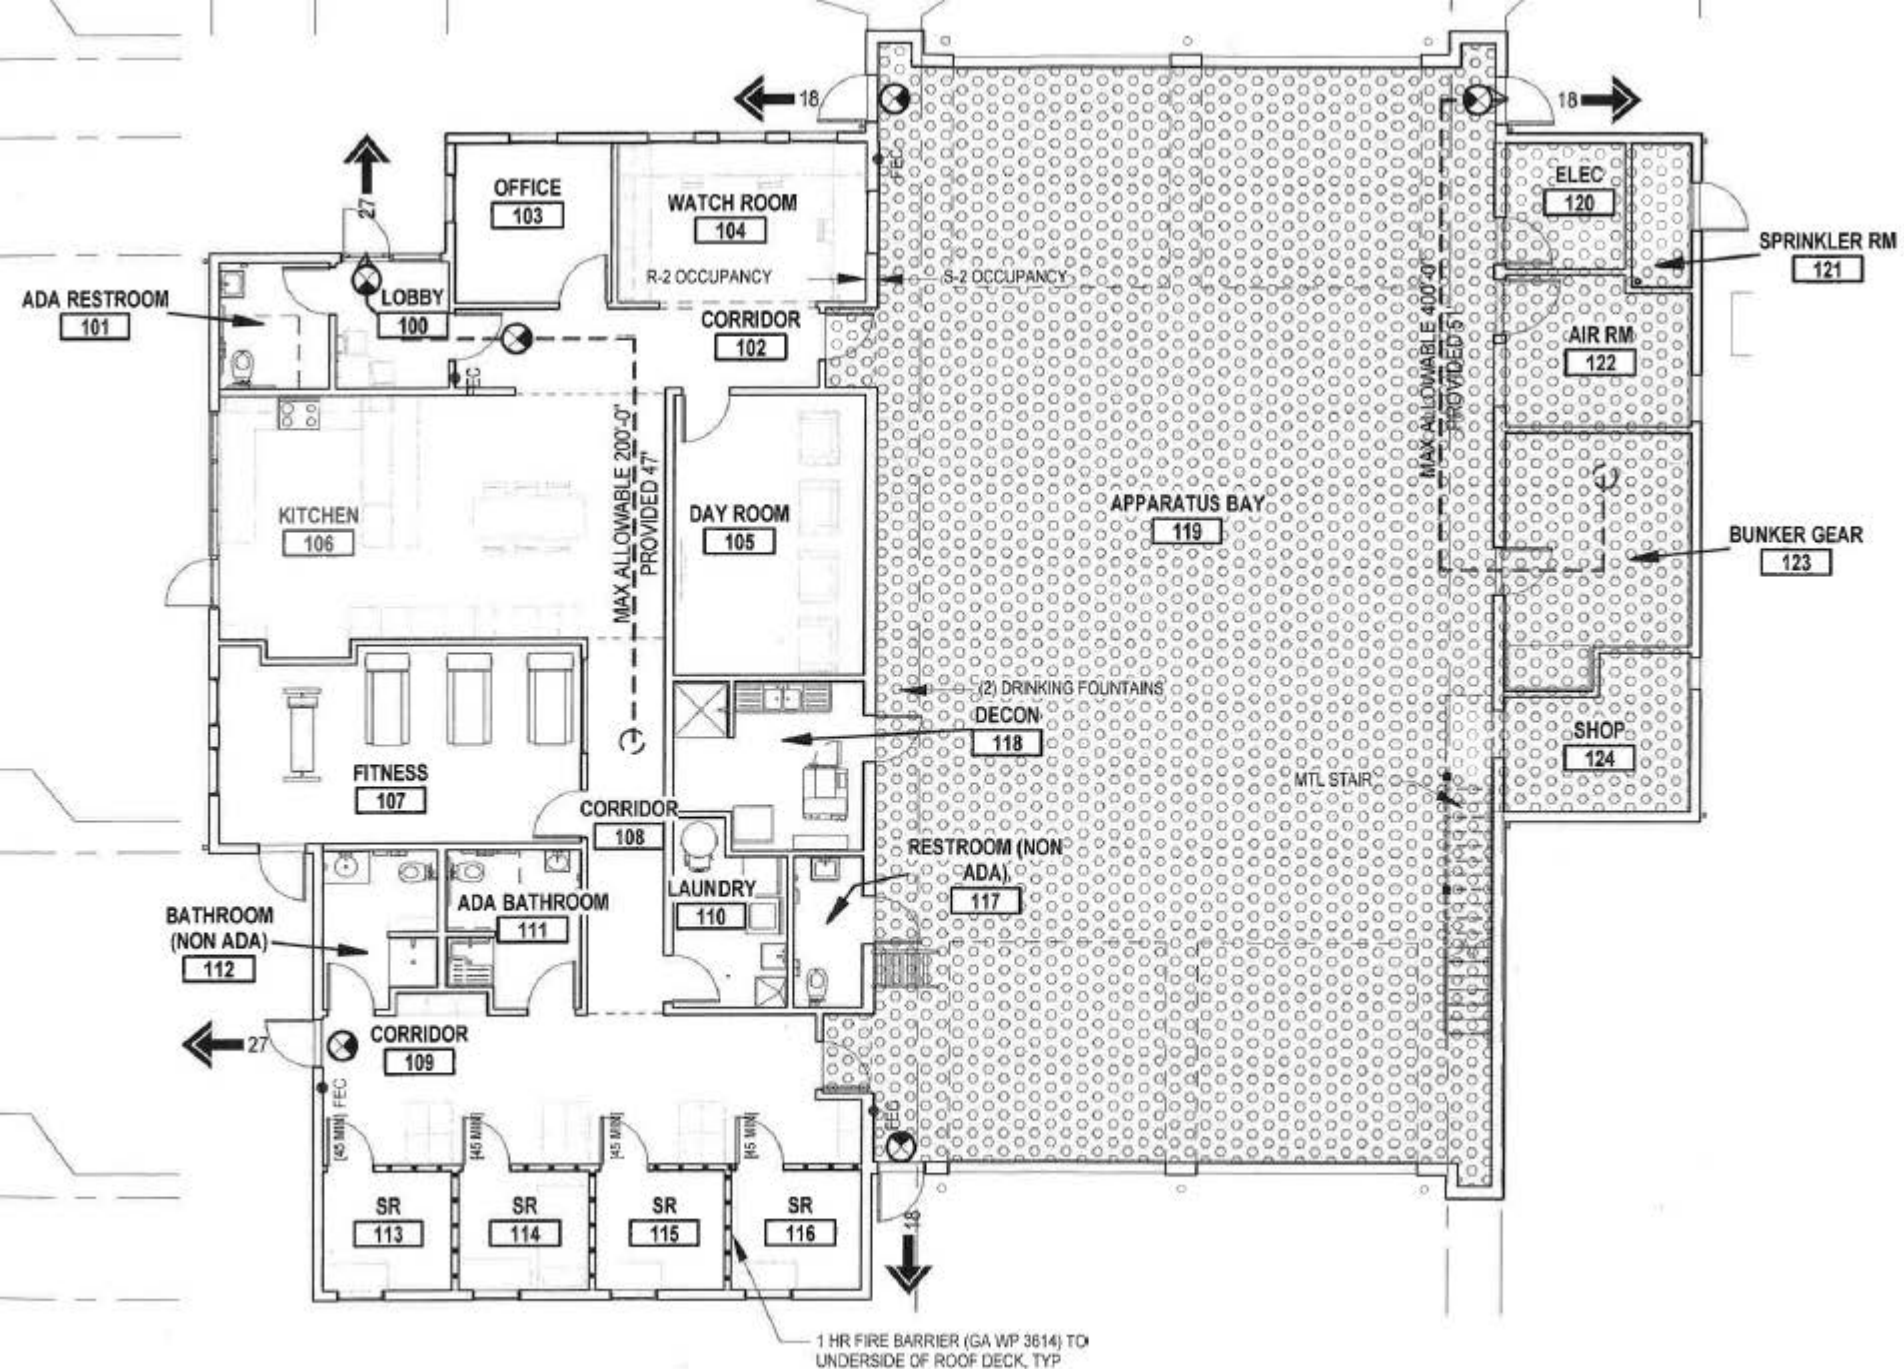 18
18
27
OFFICE
103
WATCH ROOM
104
FEC
ELEC
120
SPRINKLER RM
121
R-2 OCCUPANCY
S-2 OCCUPANCY
ADA RESTROOM
101
LOBBY
100
CORRIDOR
102
FEC
AIR RM
122
MAX ALLOWABLE 200'-0"
PROVIDED 47'
MAX ALLOWABLE 400'-0"
PROVIDED 51'
KITCHEN
106
DAY ROOM
105
APPARATUS BAY
119
BUNKER GEAR
123
(2) DRINKING FOUNTAINS
DECON
118
SHOP
124
FITNESS
107
MTL STAIR
CORRIDOR
108
RESTROOM (NON
ADA)
117
LAUNDRY
110
ADA BATHROOM
111
BATHROOM
(NON ADA)
112
27
CORRIDOR
109
FEC
FEC
[45 MIN]
[45 MIN]
[45 MIN]
[45 MIN]
SR
113
SR
114
SR
115
SR
116
18
1 HR FIRE BARRIER (GA WP 3614) TO
UNDERSIDE OF ROOF DECK, TYP